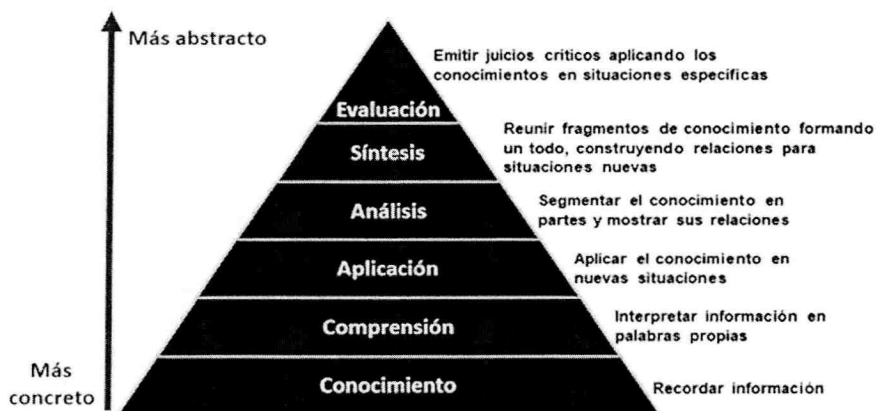 Más abstracto
Emitir juicios críticos aplicando los
conocimientos en situaciones específicas
Evaluación
Reunir fragmentos de conocimiento formando
un todo, construyendo relaciones para
situaciones nuevas
Síntesis
Segmentar el conocimiento en
partes y mostrar sus relaciones
Análisis
Aplicar el conocimiento en
nuevas situaciones
Aplicación
Interpretar información en
palabras propias
Comprensión
Más
concreto
Conocimiento
Recordar información